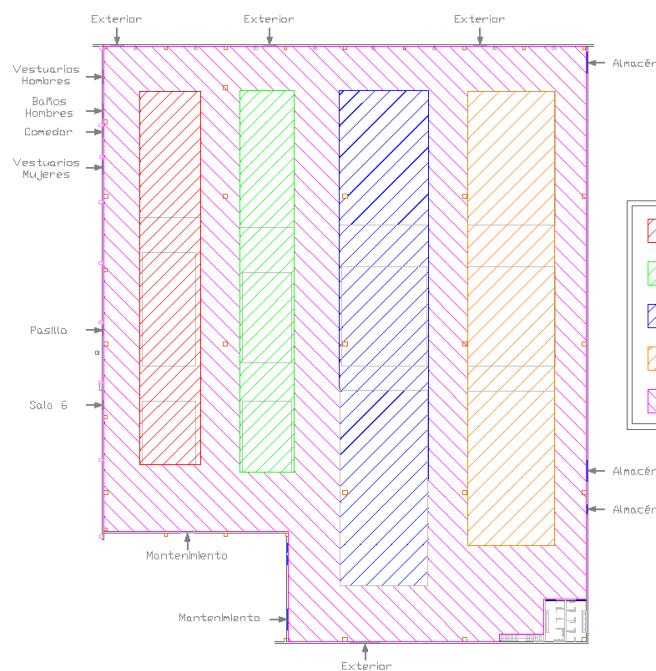 Exterior
Exterior
Exterior
Vestuarios
Hombres
Almacén
Baños
Hombres
Comedor
Vestuarios
Mujeres
Pasillo
Sala 6
Almacén
Almacén
Mantenimiento
Mantenimiento
Exterior